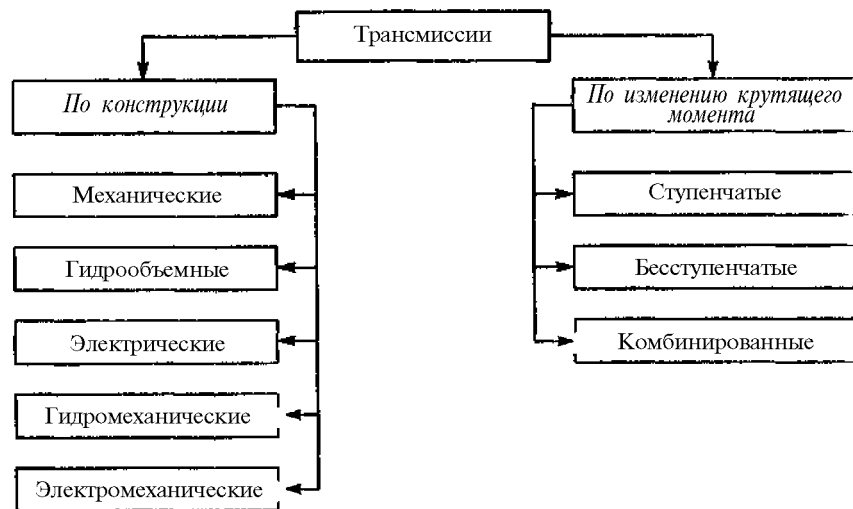 Трансмиссии
По конструкции
Механические
Гидрообъемные
Электрические
Гидромеханические
Электромеханические
По изменению крутящего
момента
Ступенчатые
Бесступенчатые
Комбинированные